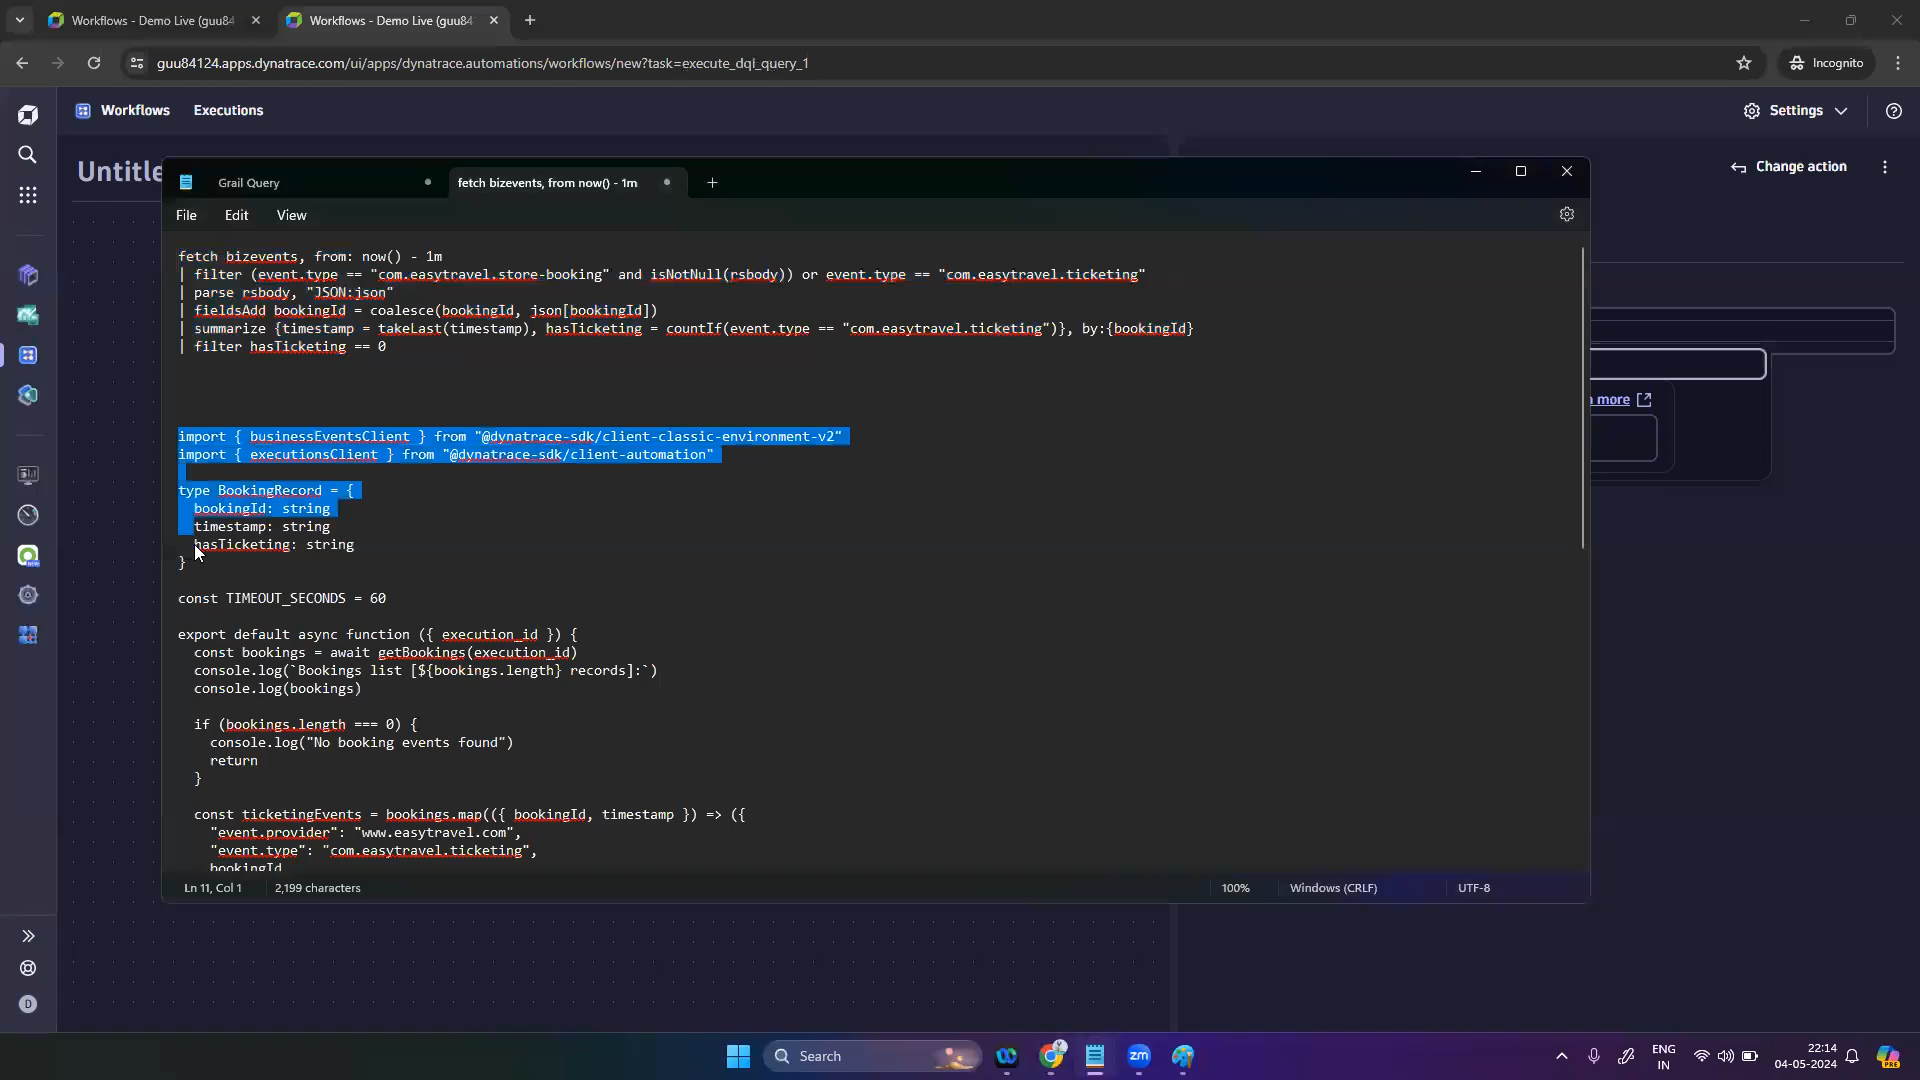 Workflows - Demo Live (guu84
Workflows - Demo Live (guu84
guu84124.apps.dynatrace.com/ui/apps/dynatrace.automations/workflows/new?task=execute_dql_query_1
Incognito
Workflows
Executions
Settings
Untitle
Change action
Grail Query
fetch bizevents, from now() - 1m
File
Edit
View
fetch bizevents, from: now() - 1m
| filter (event.type == "com.easytravel.store-booking" and isNotNull(rsbody)) or event.type == "com.easytravel.ticketing"
| parse rsbody, "JSON:json"
| fieldsAdd bookingId = coalesce(bookingId, json[bookingId])
| summarize {timestamp = takeLast(timestamp), hasTicketing = countIf(event.type == "com.easytravel.ticketing")}, by:{bookingId}
| filter hasTicketing == 0
import { businessEventsClient } from "@dynatrace-sdk/client-classic-environment-v2"
import { executionsClient } from "@dynatrace-sdk/client-automation"
type BookingRecord = {
bookingId: string
timestamp: string
hasTicketing: string
}
const TIMEOUT_SECONDS = 60
export default async function ({ execution_id }) {
const bookings = await getBookings(execution_id)
console.log(`Bookings list [${bookings.length} records]:`)
console.log(bookings)
if (bookings.length === 0) {
console.log("No booking events found")
return
}
const ticketingEvents = bookings.map(({ bookingId, timestamp }) => ({
"event.provider": "www.easytravel.com",
"event.type": "com.easytravel.ticketing",
bookingId
more
Ln 11, Col 1
2,199 characters
100%
Windows (CRLF)
UTF-8
D
Search
zm
ENG
IN
22:14
04-05-2024
PRE